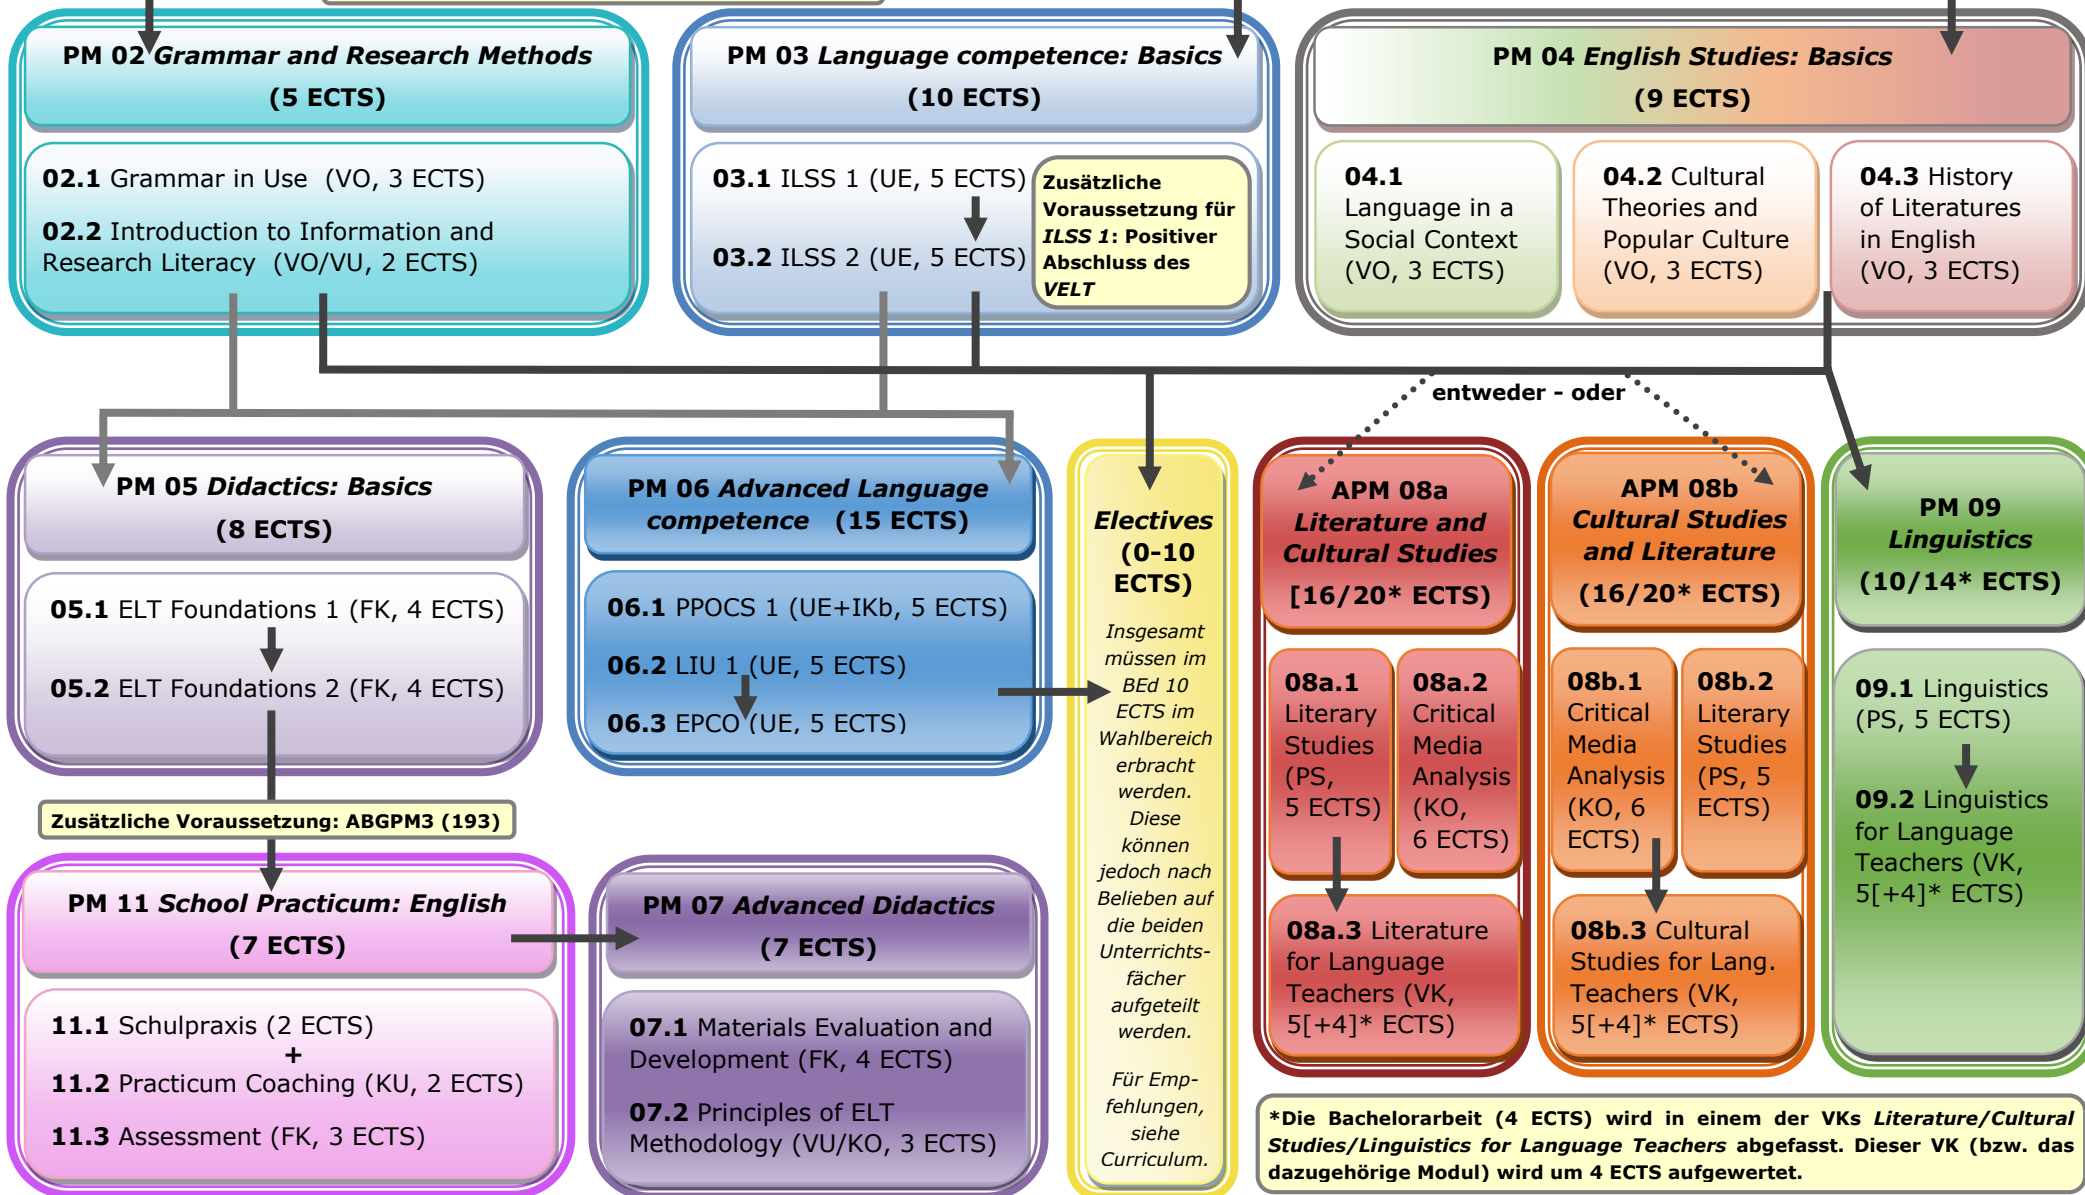 PM 02 Grammar and Research Methods
(5 ECTS)
02.1 Grammar in Use (VO, 3 ECTS)
02.2 Introduction to Information and
Research Literacy (VO/VU, 2 ECTS)
PM 03 Language competence: Basics
(10 ECTS)
03.1 ILSS 1 (UE, 5 ECTS)
03.2 ILSS 2 (UE, 5 ECTS)
Zusätzliche
Voraussetzung für
ILSS 1: Positiver
Abschluss des
VELT
PM 04 English Studies: Basics
(9 ECTS)
04.1
Language in a
Social Context
(VO, 3 ECTS)
04.2 Cultural
Theories and
Popular Culture
(VO, 3 ECTS)
04.3 History
of Literatures
in English
(VO, 3 ECTS)
entweder - oder
PM 05 Didactics: Basics
(8 ECTS)
05.1 ELT Foundations 1 (FK, 4 ECTS)
05.2 ELT Foundations 2 (FK, 4 ECTS)
PM 06 Advanced Language
competence (15 ECTS)
06.1 PPOCS 1 (UE+IKb, 5 ECTS)
06.2 LIU 1 (UE, 5 ECTS)
06.3 EPCO (UE, 5 ECTS)
Electives
(0-10
ECTS)
Insgesamt
müssen im
BEd 10
ECTS im
Wahlbereich
erbracht
werden.
Diese
können
jedoch nach
Belieben auf
die beiden
Unterrichts-
fächer
aufgeteilt
werden.
Für Emp-
fehlungen,
siehe
Curriculum.
APM 08a
Literature and
Cultural Studies
[16/20* ECTS)
08a.1
Literary
Studies
(PS,
5 ECTS)
08a.2
Critical
Media
Analysis
(KO,
6 ECTS)
08a.3 Literature
for Language
Teachers (VK,
5[+4]* ECTS)
APM 08b
Cultural Studies
and Literature
(16/20* ECTS)
08b.1
Critical
Media
Analysis
(KO, 6
ECTS)
08b.2
Literary
Studies
(PS, 5
ECTS)
08b.3 Cultural
Studies for Lang.
Teachers (VK,
5[+4]* ECTS)
PM 09
Linguistics
(10/14* ECTS)
09.1 Linguistics
(PS, 5 ECTS)
09.2 Linguistics
for Language
Teachers (VK,
5[+4]* ECTS)
Zusätzliche Voraussetzung: ABGPM3 (193)
PM 11 School Practicum: English
(7 ECTS)
11.1 Schulpraxis (2 ECTS)
+
11.2 Practicum Coaching (KU, 2 ECTS)
11.3 Assessment (FK, 3 ECTS)
PM 07 Advanced Didactics
(7 ECTS)
07.1 Materials Evaluation and
Development (FK, 4 ECTS)
07.2 Principles of ELT
Methodology (VU/KO, 3 ECTS)
*Die Bachelorarbeit (4 ECTS) wird in einem der VKs Literature/Cultural
Studies/Linguistics for Language Teachers abgefasst. Dieser VK (bzw. das
dazugehörige Modul) wird um 4 ECTS aufgewertet.